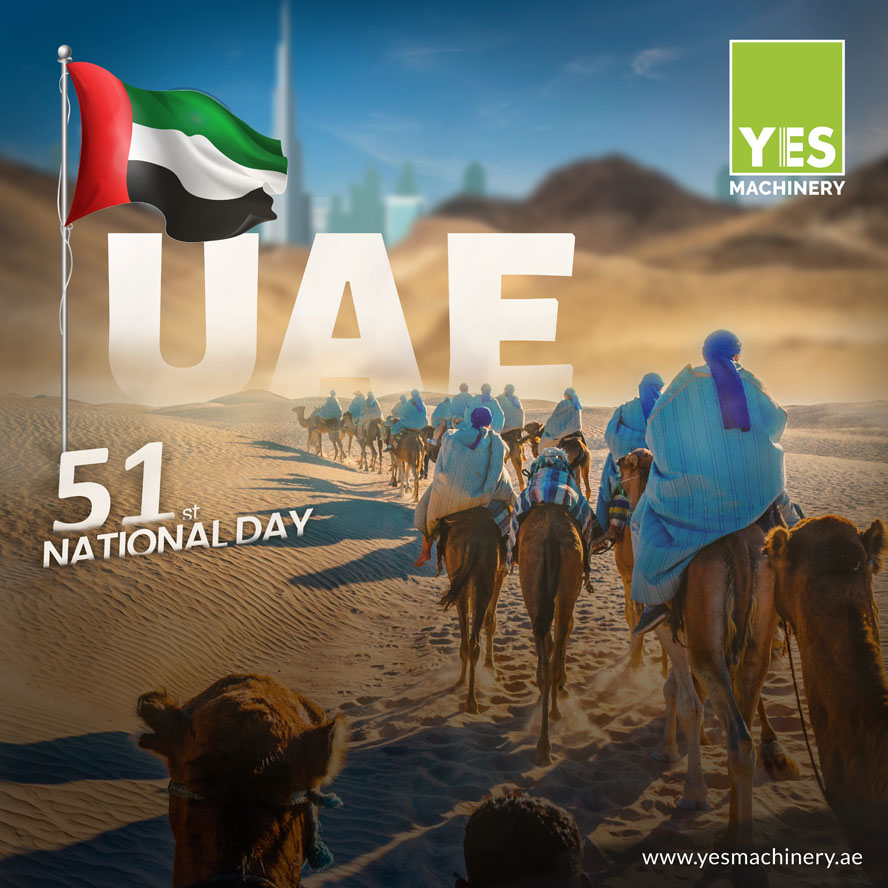 YES
MACHINERY
UAE
51st
NATIONAL DAY
www.yesmachinery.ae